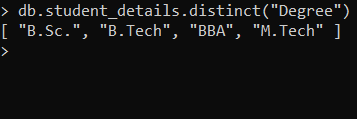 > db.student_details.distinct("Degree")
[ "B.Sc.", "B.Tech", "BBA", "M.Tech" ]
>